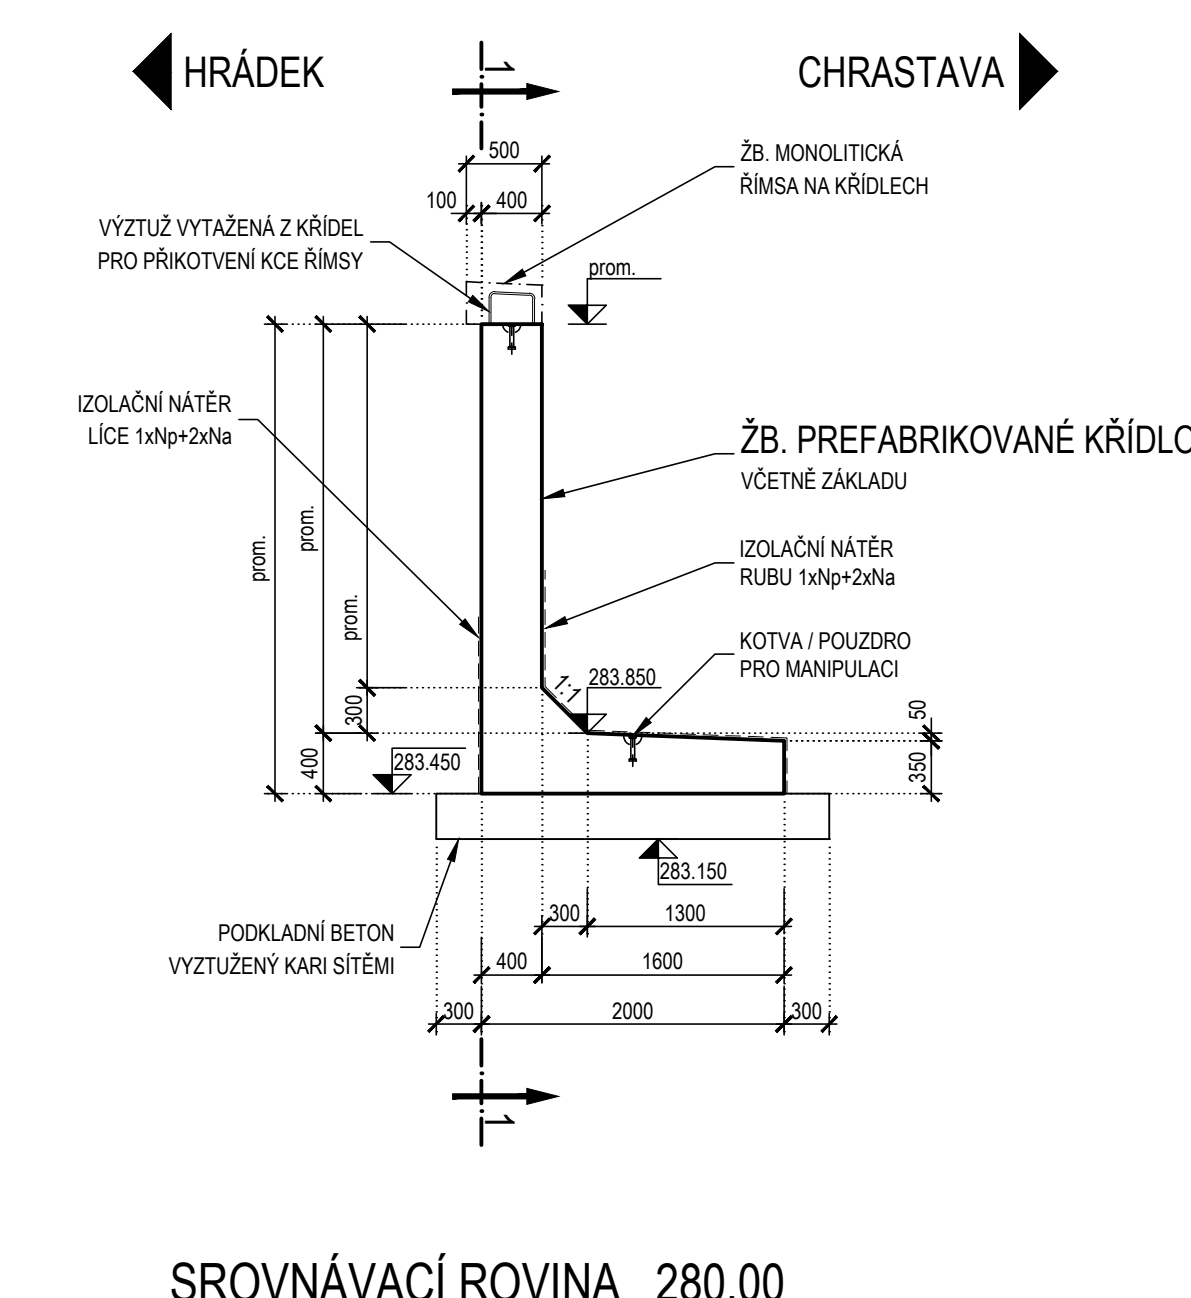 HRÁDEK
CHRASTAVA
1
500
100
400
ŽB. MONOLITICKÁ
ŘÍMSA NA KŘÍDLECH
VÝZTUŽ VYTAŽENÁ Z KŘÍDEL
PRO PŘIKOTVENÍ KCE ŘÍMSY
prom.
IZOLAČNÍ NÁTĚR
LÍCE 1xNp+2xNa
ŽB. PREFABRIKOVANÉ KŘÍDLO
VČETNĚ ZÁKLADU
prom.
prom.
prom.
IZOLAČNÍ NÁTĚR
RUBU 1xNp+2xNa
KOTVA / POUZDRO
PRO MANIPULACI
1:1
283.850
300
50
400
283.450
350
283.150
300
1300
PODKLADNÍ BETON
VYZTUŽENÝ KARI SÍTĚMI
400
1600
300
2000
300
1
SROVNÁVACÍ ROVINA 280.00